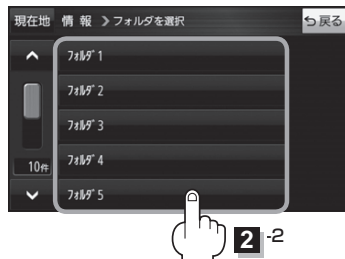 現在地 情 報 ❯フォルダを選択 戻る
ﾌｫﾙﾀﾞ 1
ﾌｫﾙﾀﾞ 2
ﾌｫﾙﾀﾞ 3
10件 ﾌｫﾙﾀﾞ 4
ﾌｫﾙﾀﾞ 5
2 -2